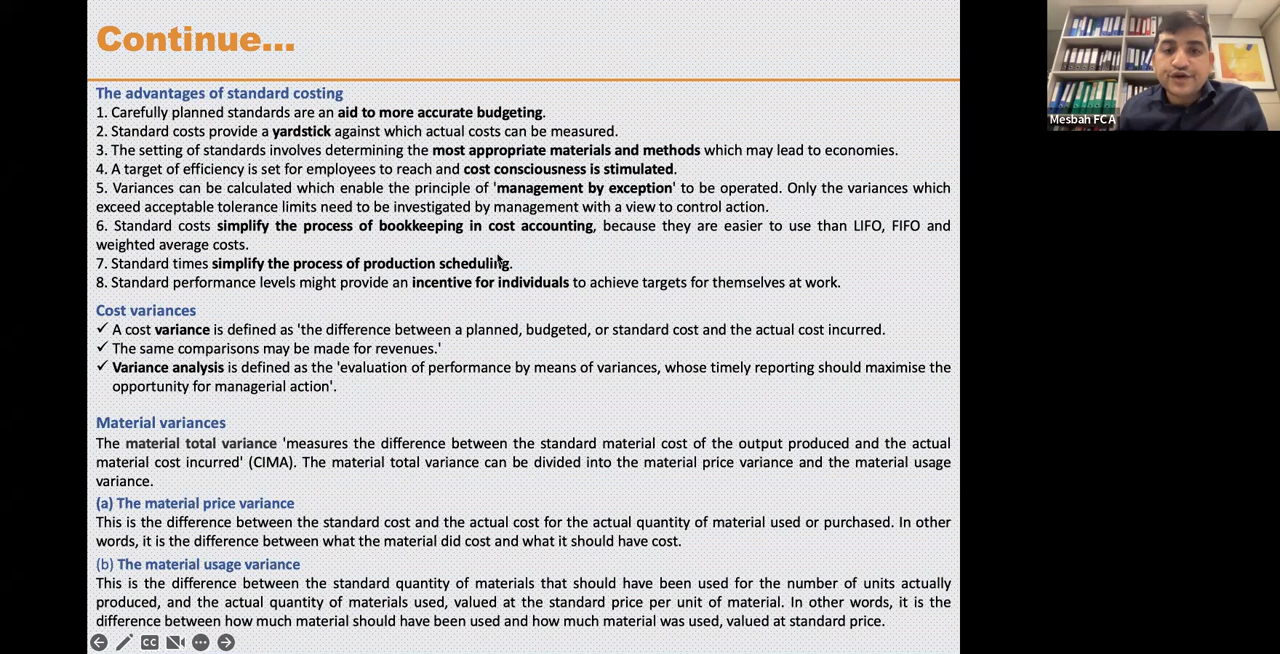 Continue...
The advantages of standard costing
1. Carefully planned standards are an aid to more accurate budgeting.
2. Standard costs provide a yardstick against which actual costs can be measured.
3. The setting of standards involves determining the most appropriate materials and methods which may lead to economies.
4. A target of efficiency is set for employees to reach and cost consciousness is stimulated.
5. Variances can be calculated which enable the principle of 'management by exception' to be operated. Only the variances which
exceed acceptable tolerance limits need to be investigated by management with a view to control action.
6. Standard costs simplify the process of bookkeeping in cost accounting, because they are easier to use than LIFO, FIFO and
weighted average costs.
7. Standard times simplify the process of production scheduling.
8. Standard performance levels might provide an incentive for individuals to achieve targets for themselves at work.
Cost variances
✓ A cost variance is defined as 'the difference between a planned, budgeted, or standard cost and the actual cost incurred.
✓ The same comparisons may be made for revenues.'
✓ Variance analysis is defined as the 'evaluation of performance by means of variances, whose timely reporting should maximise the
opportunity for managerial action'.
Material variances
The material total variance 'measures the difference between the standard material cost of the output produced and the actual
material cost incurred' (CIMA). The material total variance can be divided into the material price variance and the material usage
variance.
(a) The material price variance
This is the difference between the standard cost and the actual cost for the actual quantity of material used or purchased. In other
words, it is the difference between what the material did cost and what it should have cost.
(b) The material usage variance
This is the difference between the standard quantity of materials that should have been used for the number of units actually
produced, and the actual quantity of materials used, valued at the standard price per unit of material. In other words, it is the
difference between how much material should have been used and how much material was used, valued at standard price.
CC
Mesbah FCA